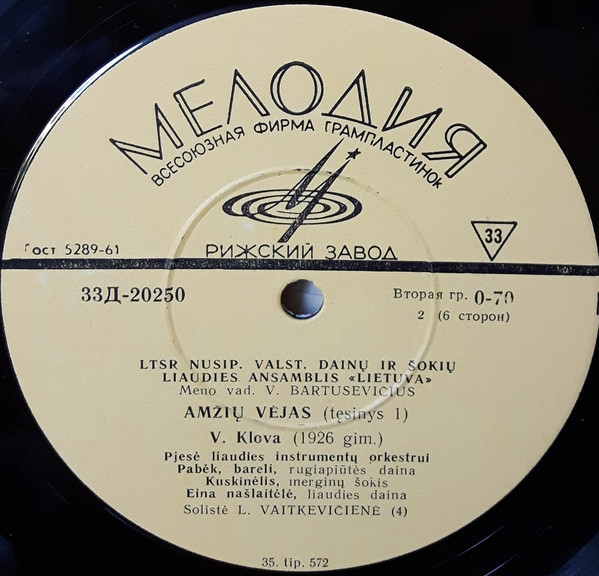 МЕЛОДИЯ
ВСЕСОЮЗНАЯ ФИРМА ГРАМПЛАСТИНОК
РИЖСКИЙ ЗАВОД
33
Гост 5289-61
33Д-20250
Вторая гр. 0-70
2 (6 сторон)
LTSR NUSIP. VALST. DAINŲ IR ŠOKIŲ
LIAUDIES ANSAMBLIS «LIETUVA»
Meno vad. V. BARTUSEVIČIUS
AMŽIŲ VĖJAS (tęsinys 1)
V. Klova (1926 gim.)
Pjesė liaudies instrumentų orkestrui
Pabėk, bareli, rugiapiūtės daina
Kuskinėlis, merginų šokis
Eina našlaitėlė, liaudies daina
Solistė L. VAITKEVIČIENĖ (4)
35. tip. 572